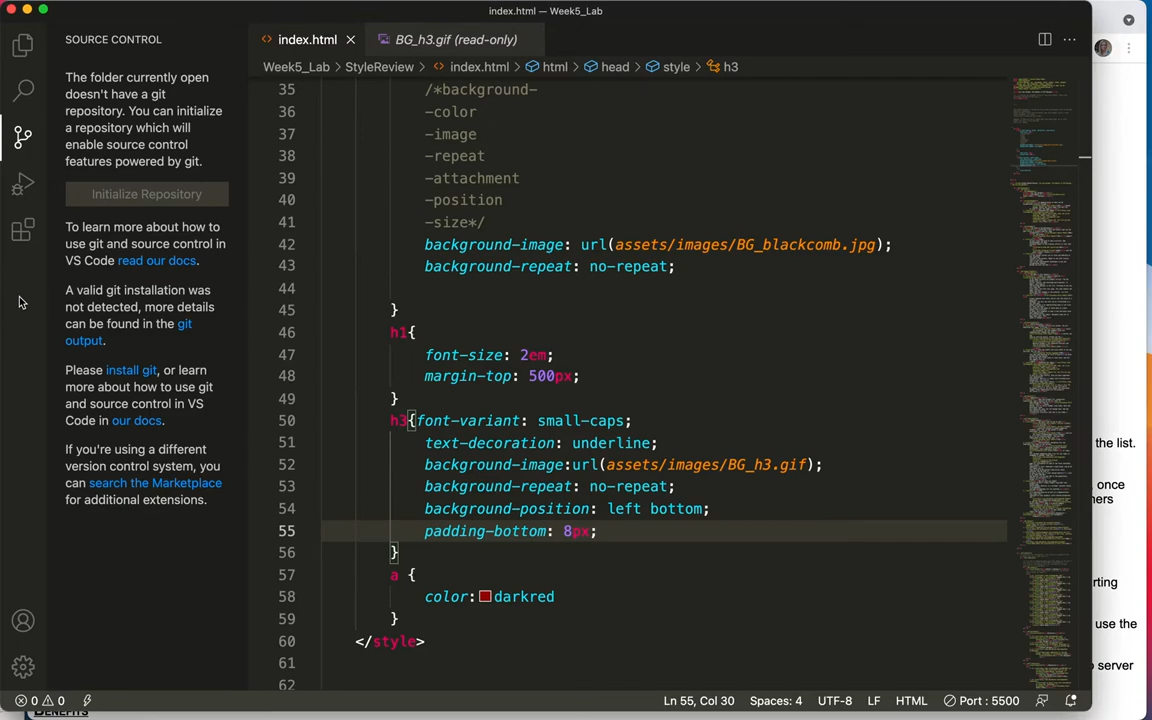 index.html — Week5_Lab
SOURCE CONTROL
The folder currently open
doesn't have a git
repository. You can initialize
a repository which will
enable source control
features powered by git.
Initialize Repository
To learn more about how to
use git and source control in
VS Code read our docs.
A valid git installation was
not detected, more details
can be found in the git
output.
Please install git, or learn
more about how to use git
and source control in VS
Code in our docs.
If you're using a different
version control system, you
can search the Marketplace
for additional extensions.
index.html
BG_h3.gif (read-only)
Week5_Lab > StyleReview > index.html > html > head > style > h3
35 /*background-
36 -color
37 -image
38 -repeat
39 -attachment
40 -position
41 -size*/
42 background-image: url(assets/images/BG_blackcomb.jpg);
43 background-repeat: no-repeat;
44
45 }
46 h1{
47 font-size: 2em;
48 margin-top: 500px;
49 }
50 h3{font-variant: small-caps;
51 text-decoration: underline;
52 background-image:url(assets/images/BG_h3.gif);
53 background-repeat: no-repeat;
54 background-position: left bottom;
55 padding-bottom: 8px;
56 }
57 a {
58 color: darkred
59 }
60 </style>
61
62
the list.
once
ners
rting
use the
server
0 0
Ln 55, Col 30
Spaces: 4
UTF-8
LF
HTML
Port : 5500
BENEFITS